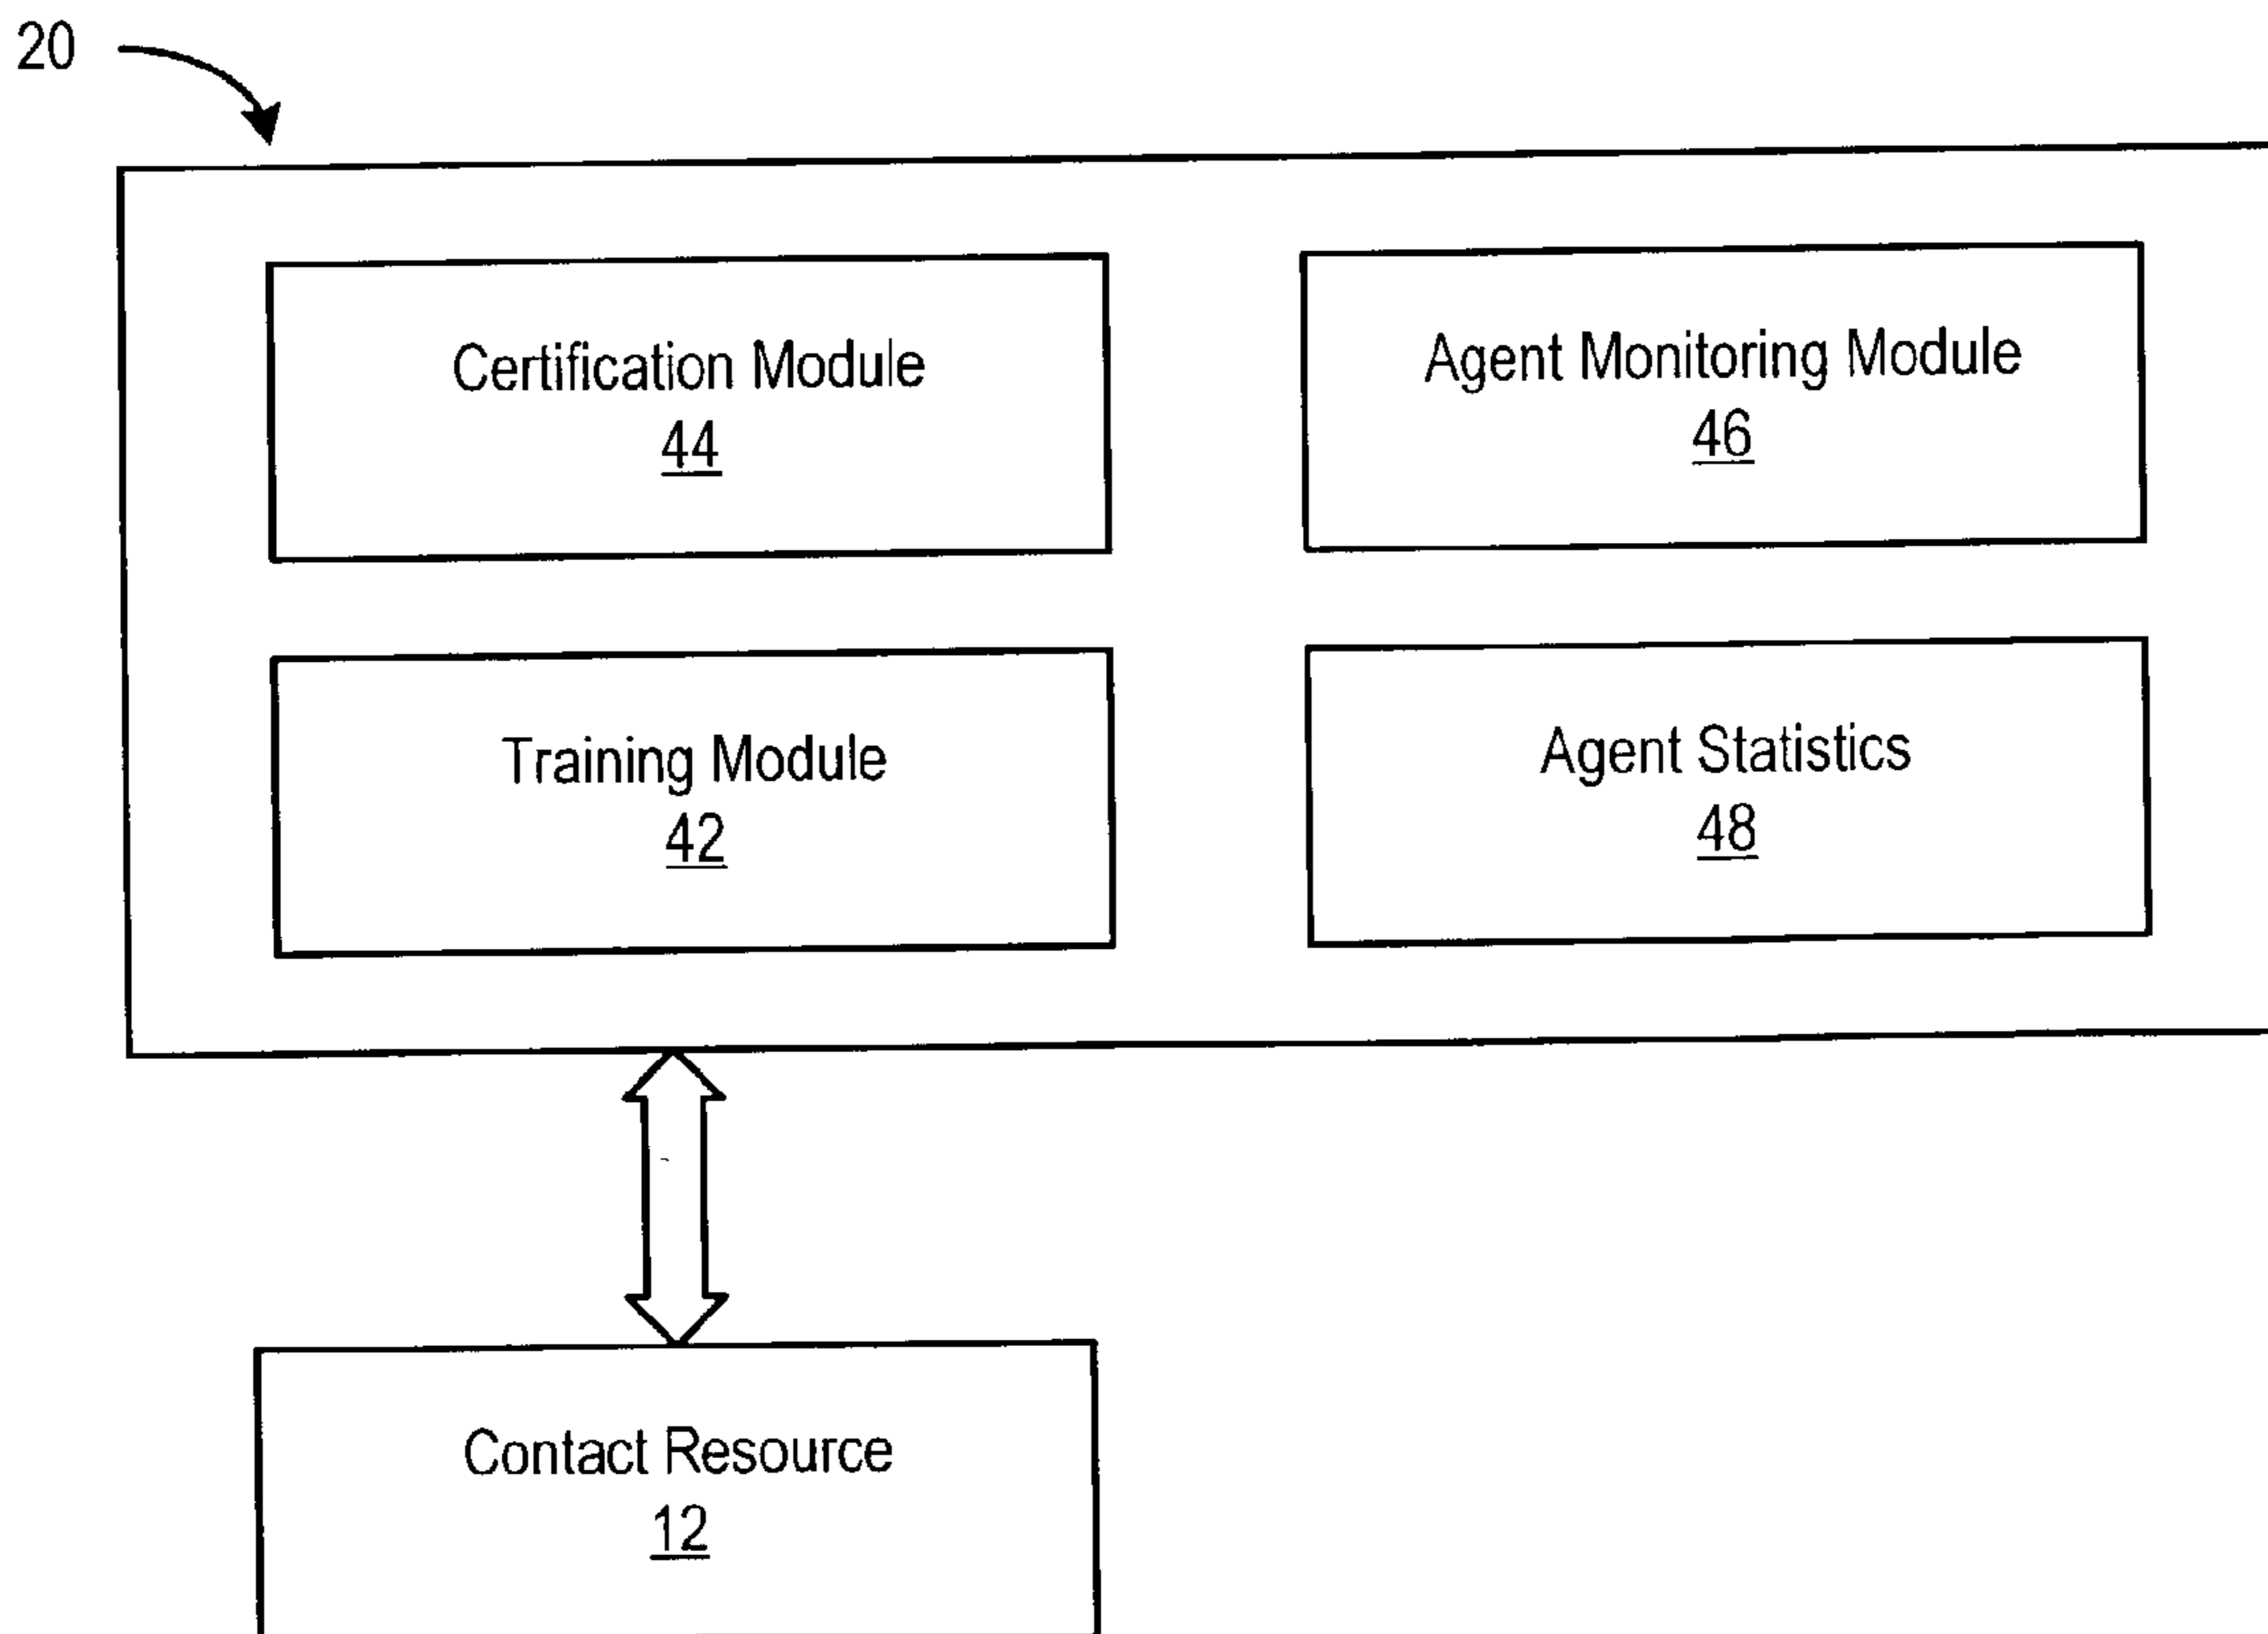 20
Certification Module
44
Agent Monitoring Module
46
Training Module
42
Agent Statistics
48
Contact Resource
12